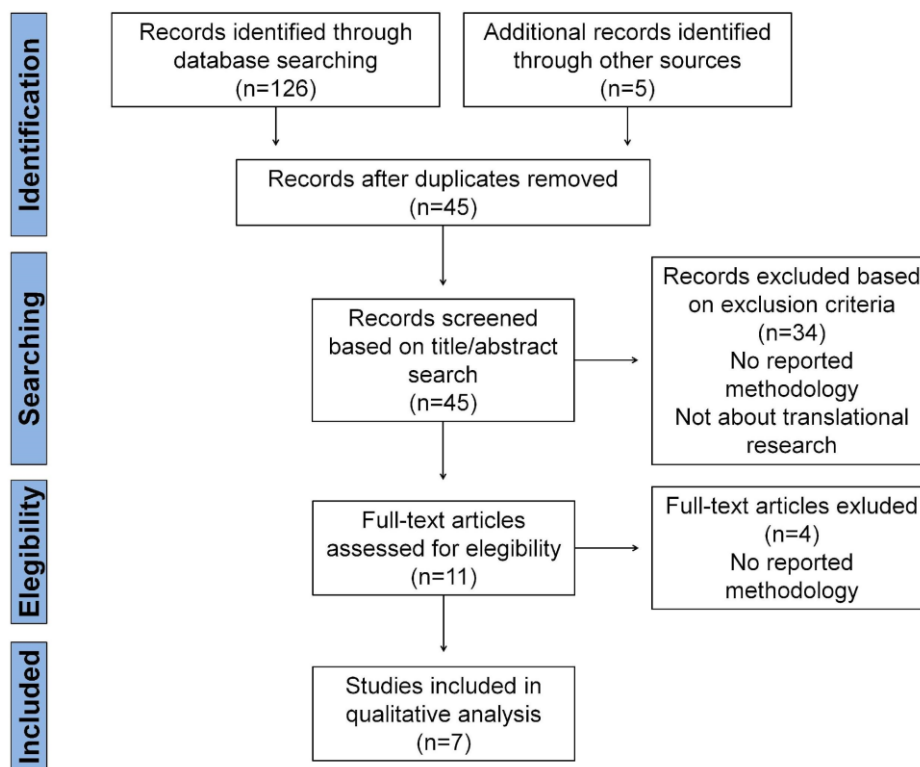 Identification
Records identified through
database searching
(n=126)
Additional records identified
through other sources
(n=5)
Records after duplicates removed
(n=45)
Searching
Records screened
based on title/abstract
search
(n=45)
Records excluded based
on exclusion criteria
(n=34)
No reported
methodology
Not about translational
research
Elegibility
Full-text articles
assessed for elegibility
(n=11)
Full-text articles exluded
(n=4)
No reported
methodology
Included
Studies included in
qualitative analysis
(n=7)